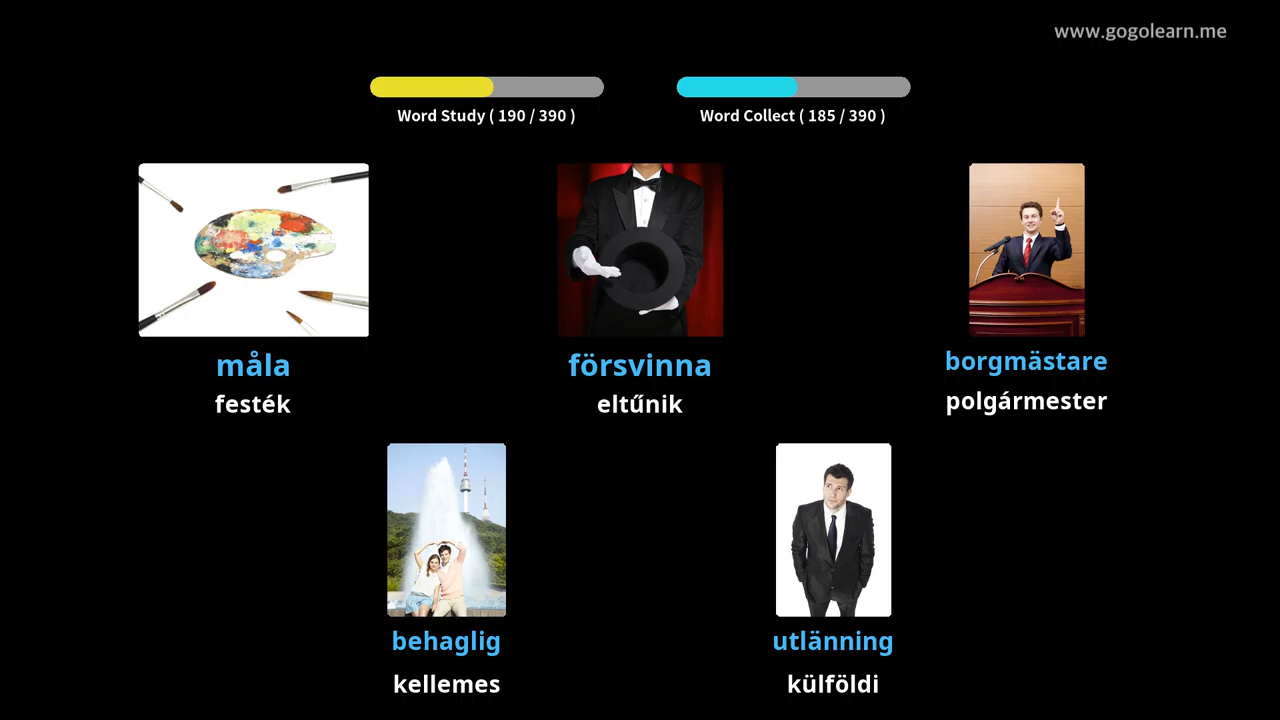 www.gogolearn.me
Word Study ( 190 / 390 )
Word Collect ( 185 / 390 )
måla
försvinna
borgmästare
festék
eltűnik
polgármester
behaglig
utlänning
kellemes
külföldi